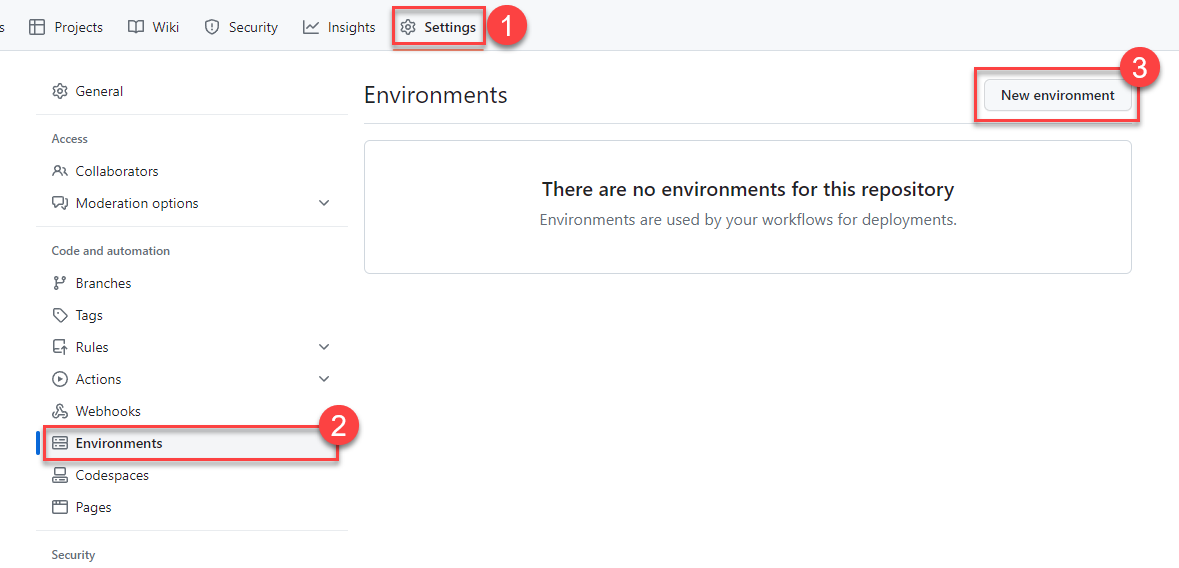 s Projects Wiki Security Insights Settings 1
General
Access
Collaborators
Moderation options
Code and automation
Branches
Tags
Rules
Actions
Webhooks
Environments 2
Codespaces
Pages
Security
Environments
New environment 3
There are no environments for this repository
Environments are used by your workflows for deployments.